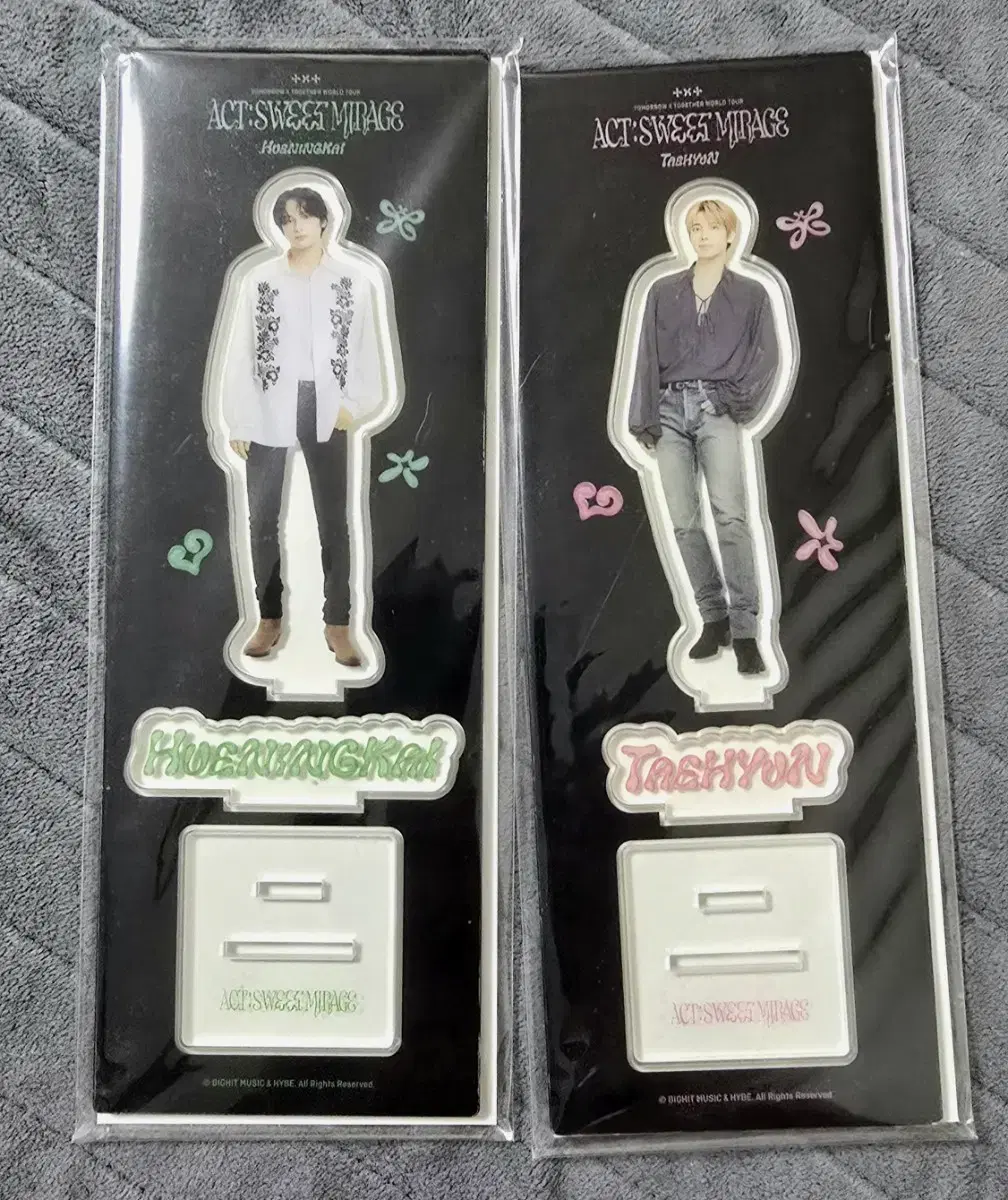 +x+
TOMORROW X TOGETHER WORLD TOUR
ACT:SWEET MIRAGE
HUENINGKAI
HUENINGKAI
ACT:SWEET MIRAGE
© BIGHIT MUSIC & HYBE. All Rights Reserved.
+x+
TOMORROW X TOGETHER WORLD TOUR
ACT:SWEET MIRAGE
TAEHYUN
TAEHYUN
ACT:SWEET MIRAGE
© BIGHIT MUSIC & HYBE. All Rights Reserved.